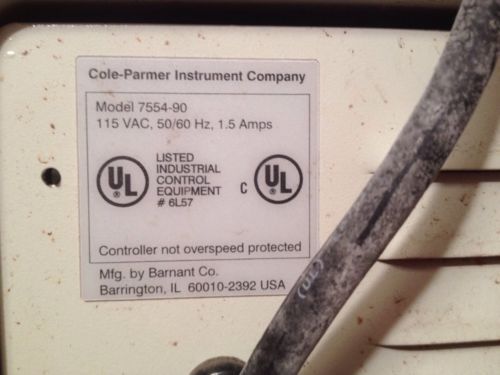 Cole-Parmer Instrument Company
Model 7554-90
115 VAC, 50/60 Hz, 1.5 Amps
UL
®
LISTED
INDUSTRIAL
CONTROL
EQUIPMENT
# 6L57
C UL
®
Controller not overspeed protected
Mfg. by Barnant Co.
Barrington, IL 60010-2392 USA